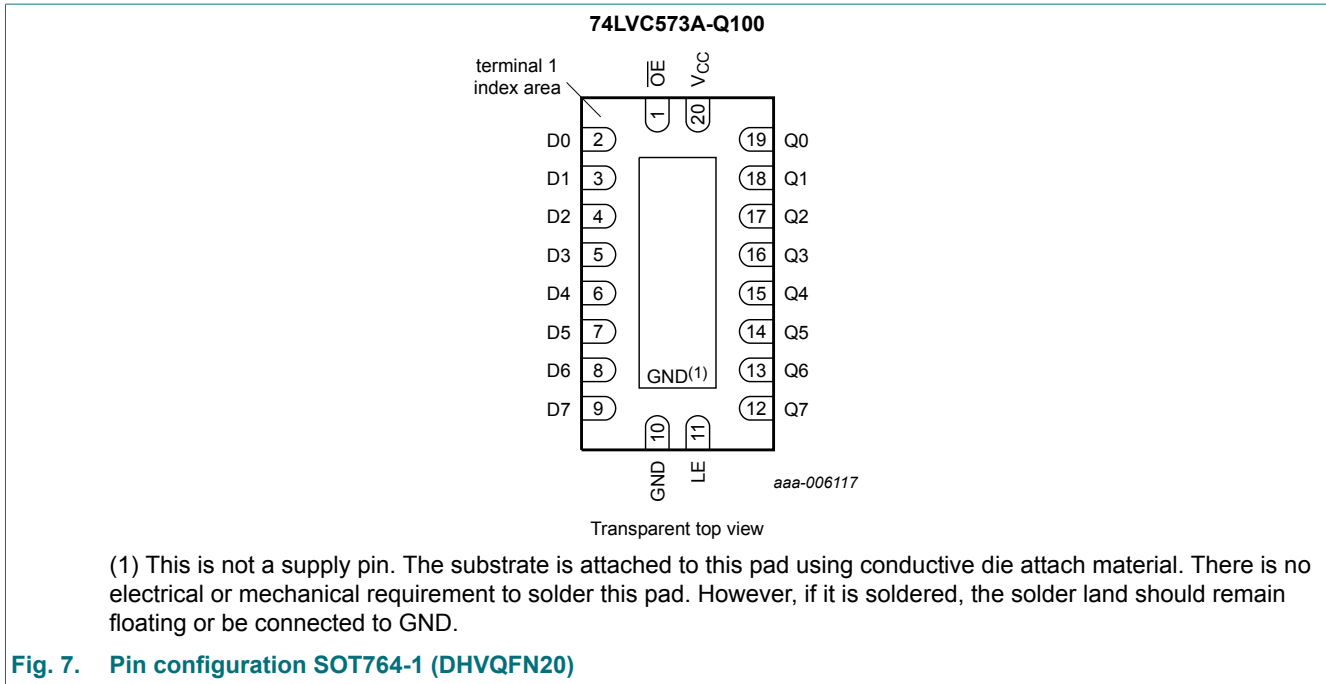 74LVC573A-Q100
terminal 1
index area
OE VCC
1 20
D0 2 19 Q0
D1 3 18 Q1
D2 4 17 Q2
D3 5 16 Q3
D4 6 15 Q4
D5 7 14 Q5
D6 8 GND(1) 13 Q6
D7 9 12 Q7
10 11
GND LE
aaa-006117
Transparent top view
(1) This is not a supply pin. The substrate is attached to this pad using conductive die attach material. There is no
electrical or mechanical requirement to solder this pad. However, if it is soldered, the solder land should remain
floating or be connected to GND.
Fig. 7. Pin configuration SOT764-1 (DHVQFN20)